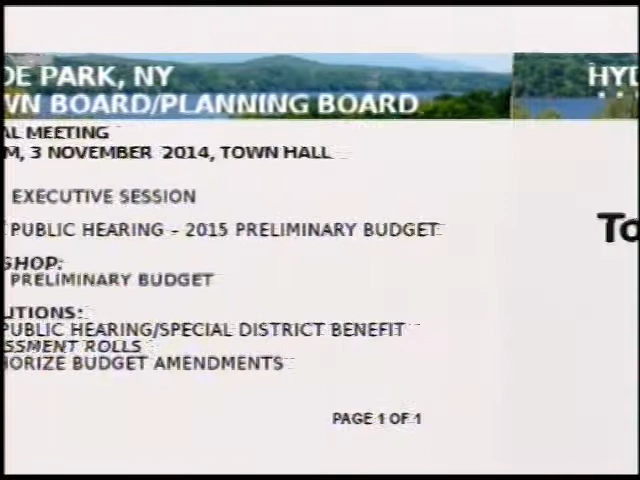 DE PARK, NY
WN BOARD/PLANNING BOARD
HY
AL MEETING
M, 3 NOVEMBER 2014, TOWN HALL
EXECUTIVE SESSION
PUBLIC HEARING – 2015 PRELIMINARY BUDGET
To
SHOP:
PRELIMINARY BUDGET
UTIONS:
PUBLIC HEARING/SPECIAL DISTRICT BENEFIT
SSMENT ROLLS
HORIZE BUDGET AMENDMENTS
PAGE 1 OF 1